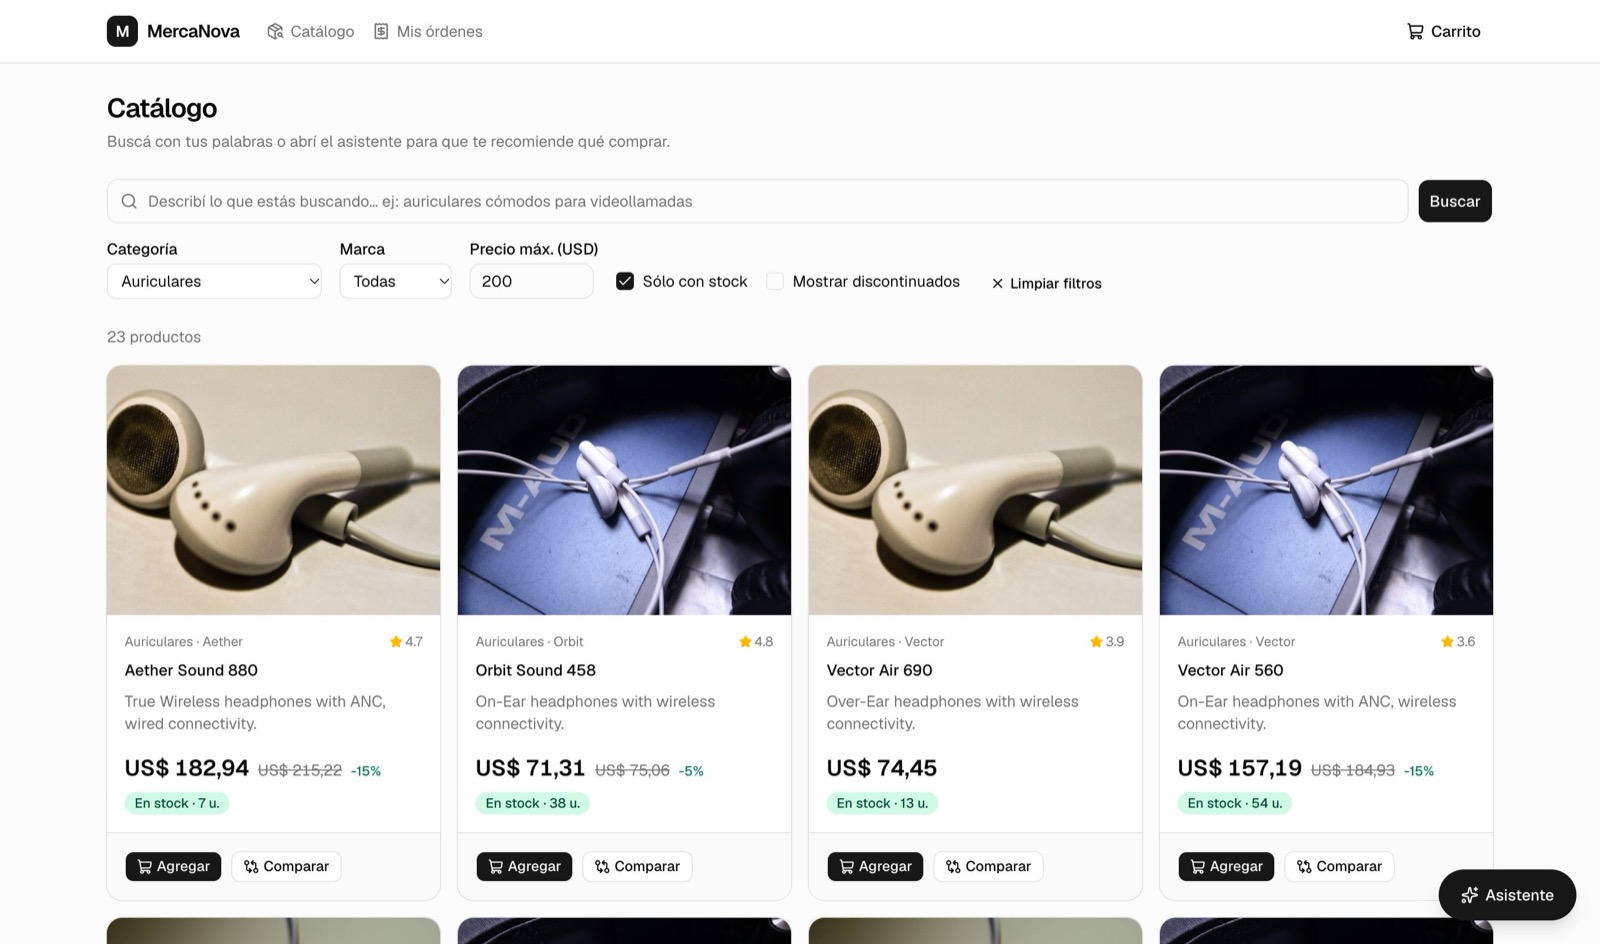 M MercaNova Catálogo Mis órdenes Carrito
Catálogo
Buscá con tus palabras o abrí el asistente para que te recomiende qué comprar.
Describí lo que estás buscando... ej: auriculares cómodos para videollamadas
Buscar
Categoría Marca Precio máx. (USD)
Auriculares Todas 200 Sólo con stock Mostrar discontinuados Limpiar filtros
23 productos
M-AUD
M-AUD
Auriculares · Aether 4.7
Aether Sound 880
True Wireless headphones with ANC,
wired connectivity.
US$ 182,94 US$ 215,22 -15%
En stock · 7 u.
Agregar Comparar
Auriculares · Orbit 4.8
Orbit Sound 458
On-Ear headphones with wireless
connectivity.
US$ 71,31 US$ 75,06 -5%
En stock · 38 u.
Agregar Comparar
Auriculares · Vector 3.9
Vector Air 690
Over-Ear headphones with wireless
connectivity.
US$ 74,45
En stock · 13 u.
Agregar Comparar
Auriculares · Vector 3.6
Vector Air 560
On-Ear headphones with ANC, wireless
connectivity.
US$ 157,19 US$ 184,93 -15%
En stock · 54 u.
Agregar Comparar
Asistente